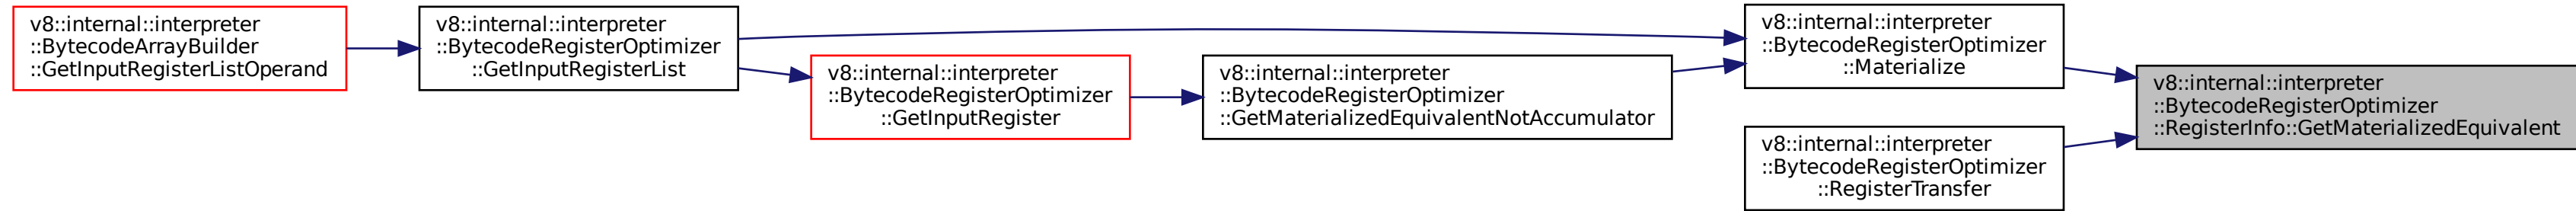 v8::internal::interpreter
::BytecodeArrayBuilder
::GetInputRegisterListOperand
v8::internal::interpreter
::BytecodeRegisterOptimizer
::GetInputRegisterList
v8::internal::interpreter
::BytecodeRegisterOptimizer
::GetInputRegister
v8::internal::interpreter
::BytecodeRegisterOptimizer
::GetMaterializedEquivalentNotAccumulator
v8::internal::interpreter
::BytecodeRegisterOptimizer
::Materialize
v8::internal::interpreter
::BytecodeRegisterOptimizer
::RegisterTransfer
v8::internal::interpreter
::BytecodeRegisterOptimizer
::RegisterInfo::GetMaterializedEquivalent